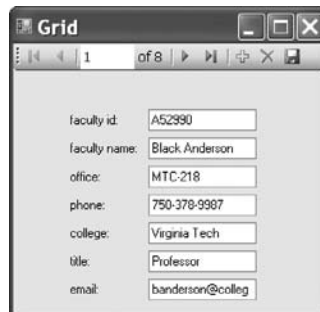 Grid
1 of 8
faculty id: A52990
faculty name: Black Anderson
office: MTC-218
phone: 750-378-9987
college: Virginia Tech
title: Professor
email: banderson@colleg